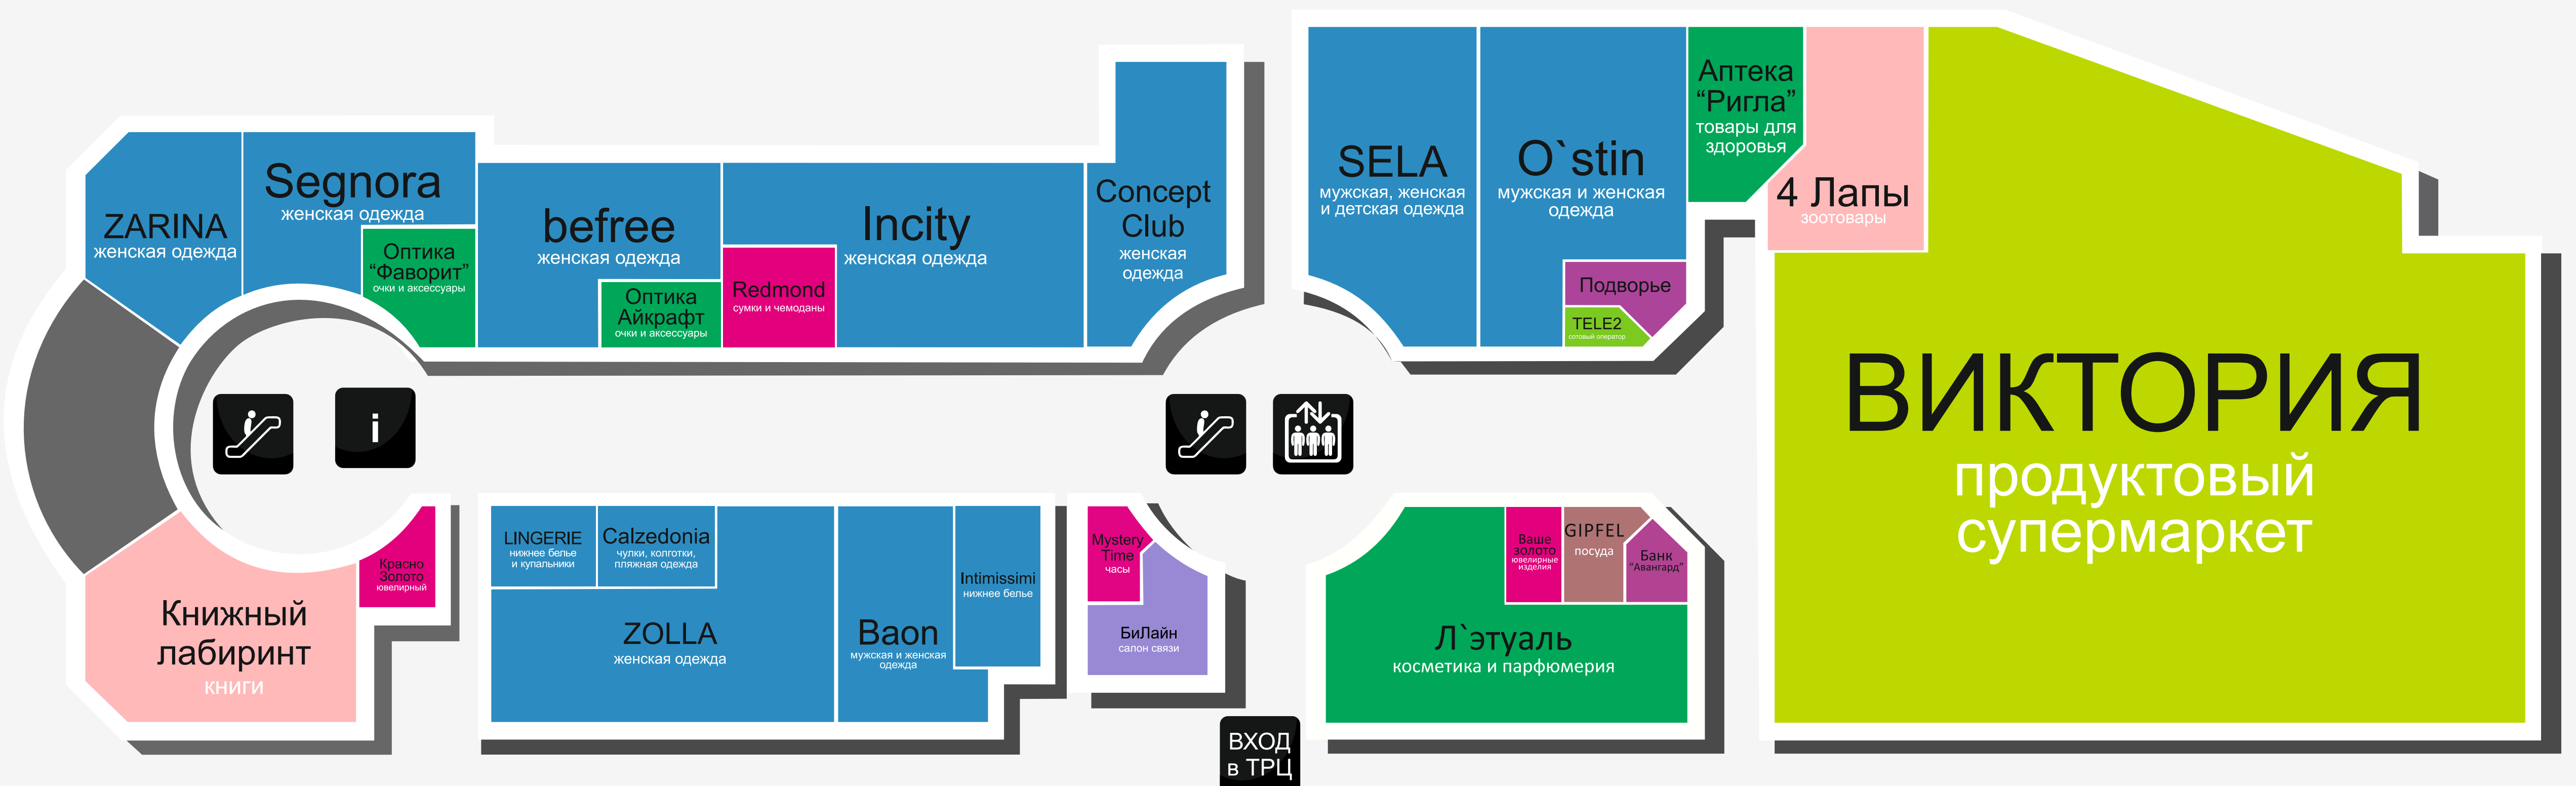 ZARINA
женская одежда
Segnora
женская одежда
Оптика
“Фаворит”
очки и аксессуары
befree
женская одежда
Оптика
Айкрафт
очки и аксессуары
Redmond
сумки и чемоданы
Incity
женская одежда
Concept
Club
женская
одежда
SELA
мужская, женская
и детская одежда
O`stin
мужская и женская
одежда
Подворье
TELE2
сотовый оператор
Аптека
“Ригла”
товары для
здоровья
4 Лапы
зоотовары
ВИКТОРИЯ
продуктовый
супермаркет
i
Книжный
лабиринт
книги
Красно
Золото
ювелирный
LINGERIE
нижнее белье
и купальники
Calzedonia
чулки, колготки,
пляжная одежда
ZOLLA
женская одежда
Baon
мужская и женская
одежда
Intimissimi
нижнее белье
Mystery
Time
часы
БиЛайн
салон связи
ВХОД
в ТРЦ
Л`этуаль
косметика и парфюмерия
Ваше
золото
ювелирные
изделия
GIPFEL
посуда
Банк
“Авангард”